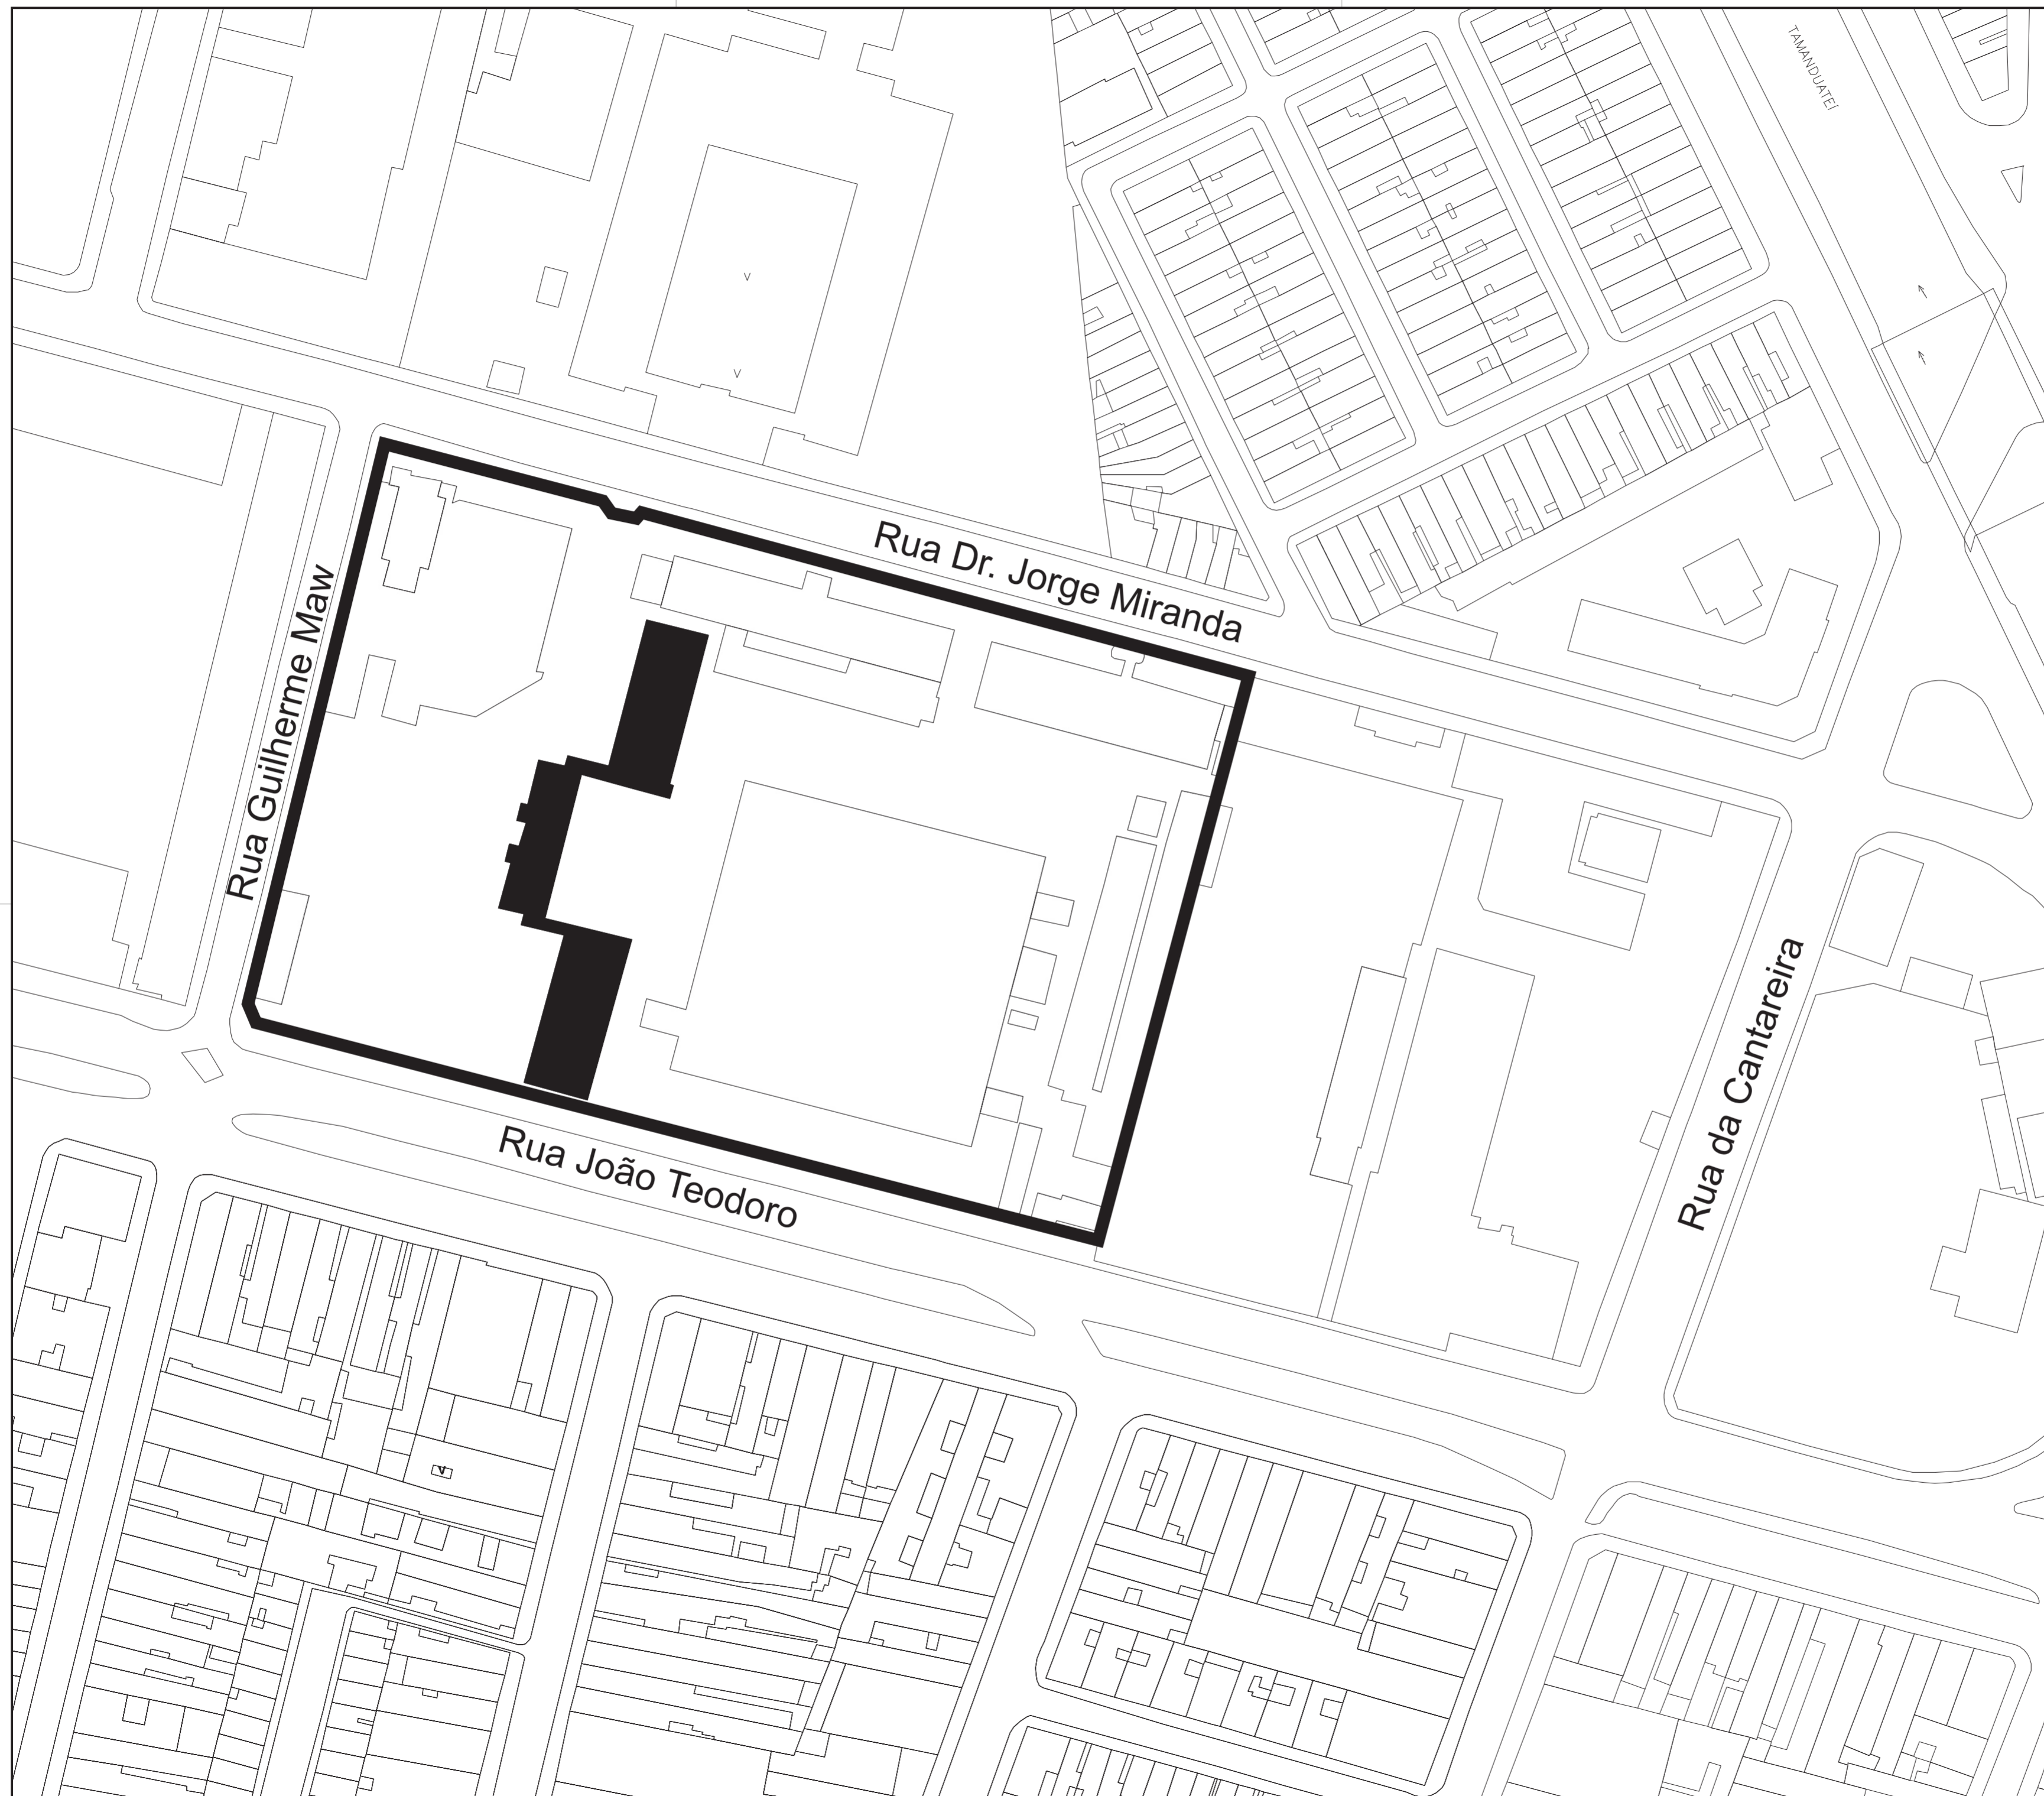 TAMANDUATEÍ
Rua Dr. Jorge Miranda
Rua Guilherme Maw
Rua da Cantareira
Rua João Teodoro